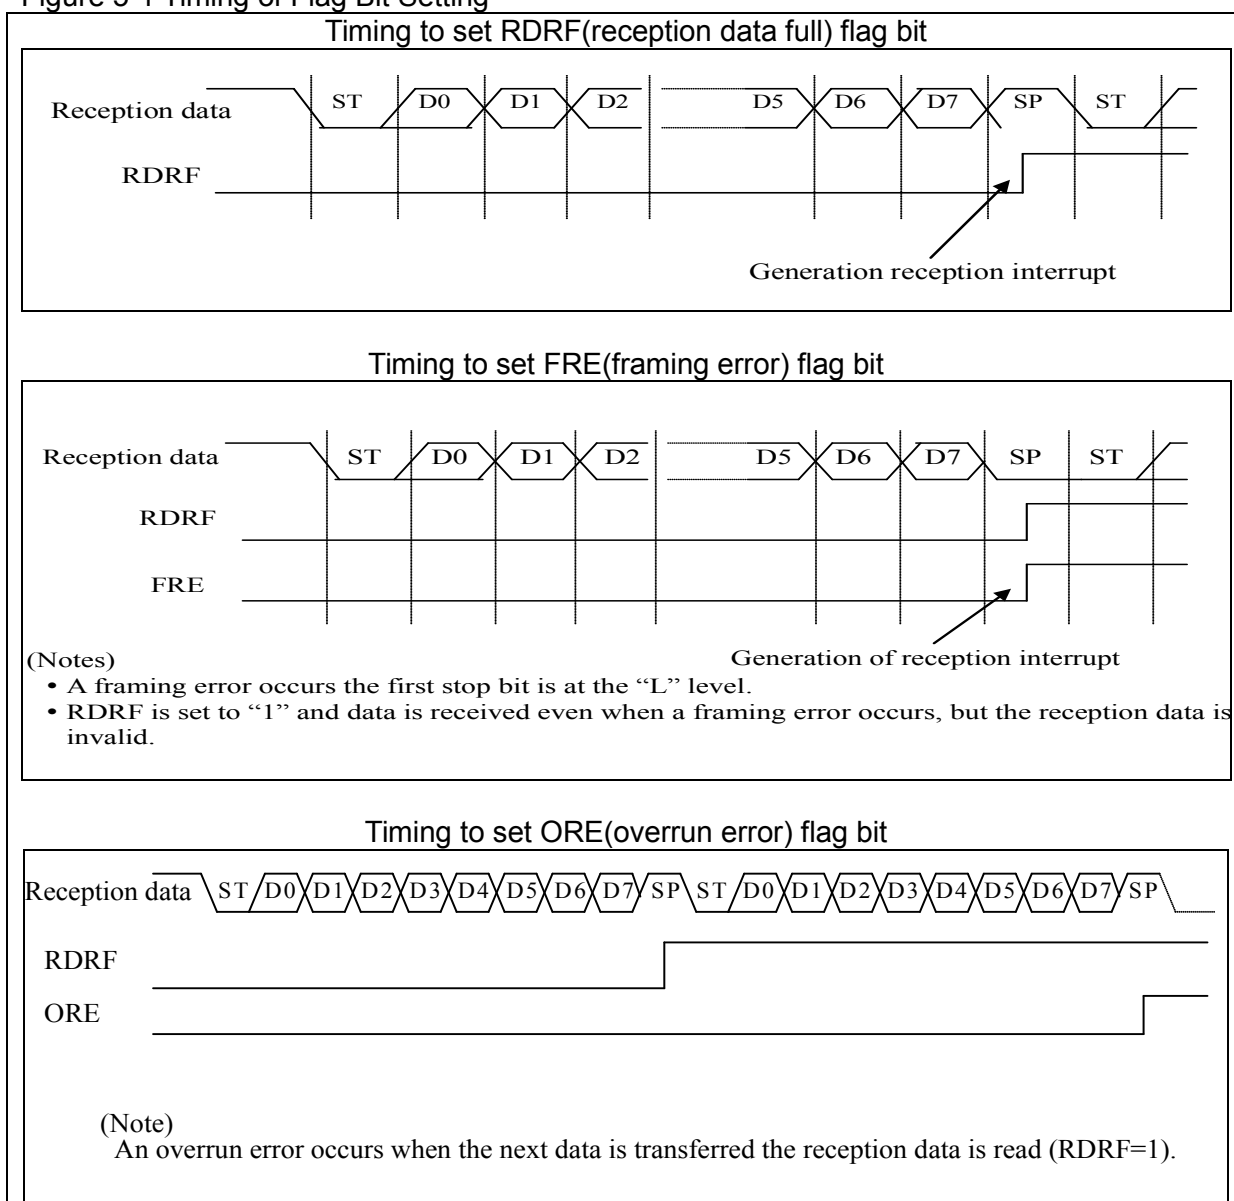 Figure 3-1 Timing of Flag Bit Setting
Timing to set RDRF(reception data full) flag bit
Reception data ST D0 D1 D2 D5 D6 D7 SP ST
RDRF
Generation reception interrupt
Timing to set FRE(framing error) flag bit
Reception data ST D0 D1 D2 D5 D6 D7 SP ST
RDRF
FRE
Generation of reception interrupt
(Notes)
• A framing error occurs the first stop bit is at the “L” level.
• RDRF is set to “1” and data is received even when a framing error occurs, but the reception data is
invalid.
Timing to set ORE(overrun error) flag bit
Reception data ST D0 D1 D2 D3 D4 D5 D6 D7 SP ST D0 D1 D2 D3 D4 D5 D6 D7 SP
RDRF
ORE
(Note)
An overrun error occurs when the next data is transferred the reception data is read (RDRF=1).